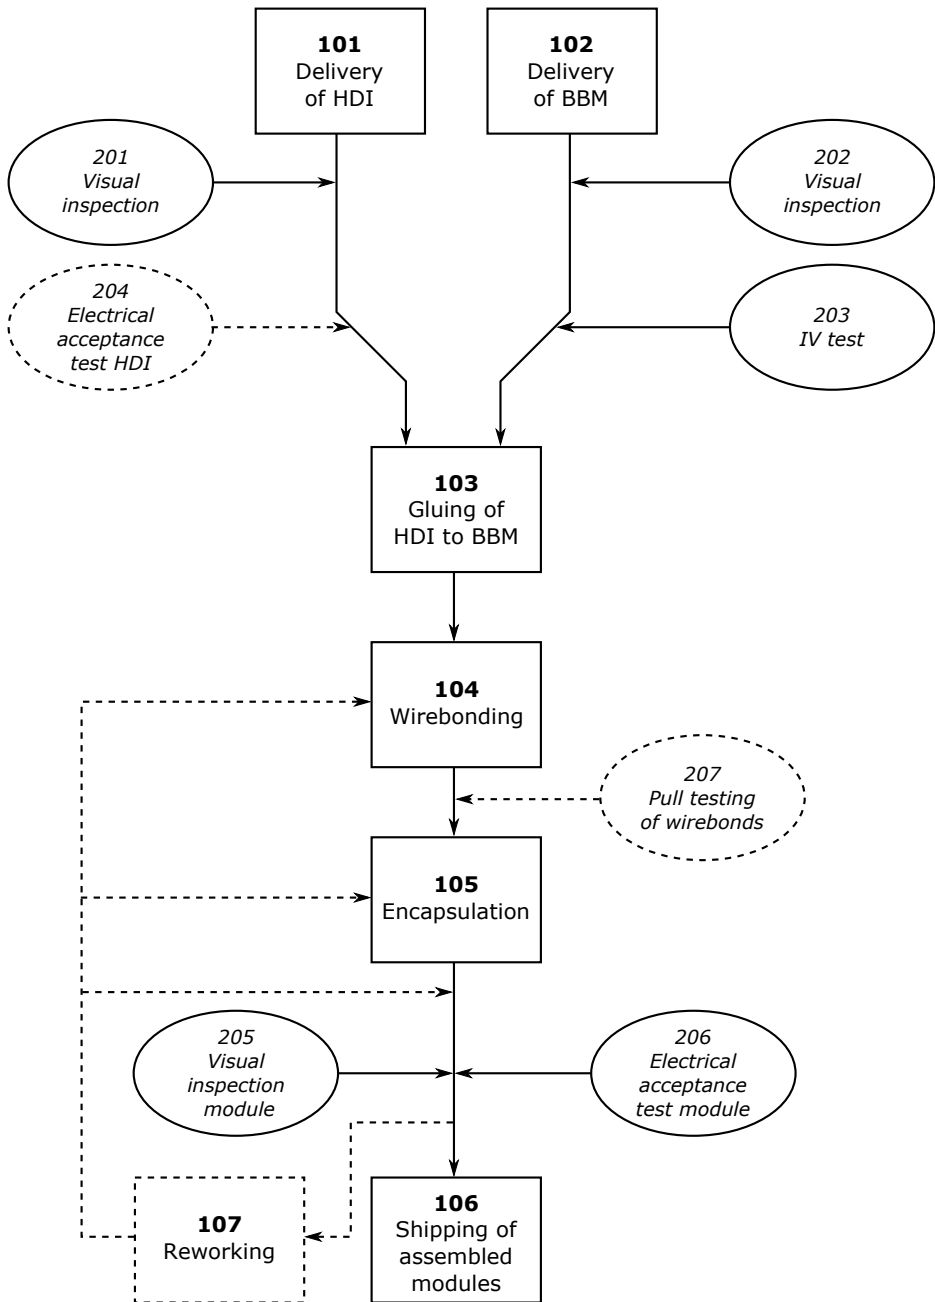 101
Delivery
of HDI
102
Delivery
of BBM
201
Visual
inspection
202
Visual
inspection
204
Electrical
acceptance
test HDI
203
IV test
103
Gluing of
HDI to BBM
104
Wirebonding
207
Pull testing
of wirebonds
105
Encapsulation
205
Visual
inspection
module
206
Electrical
acceptance
test module
107
Reworking
106
Shipping of
assembled
modules